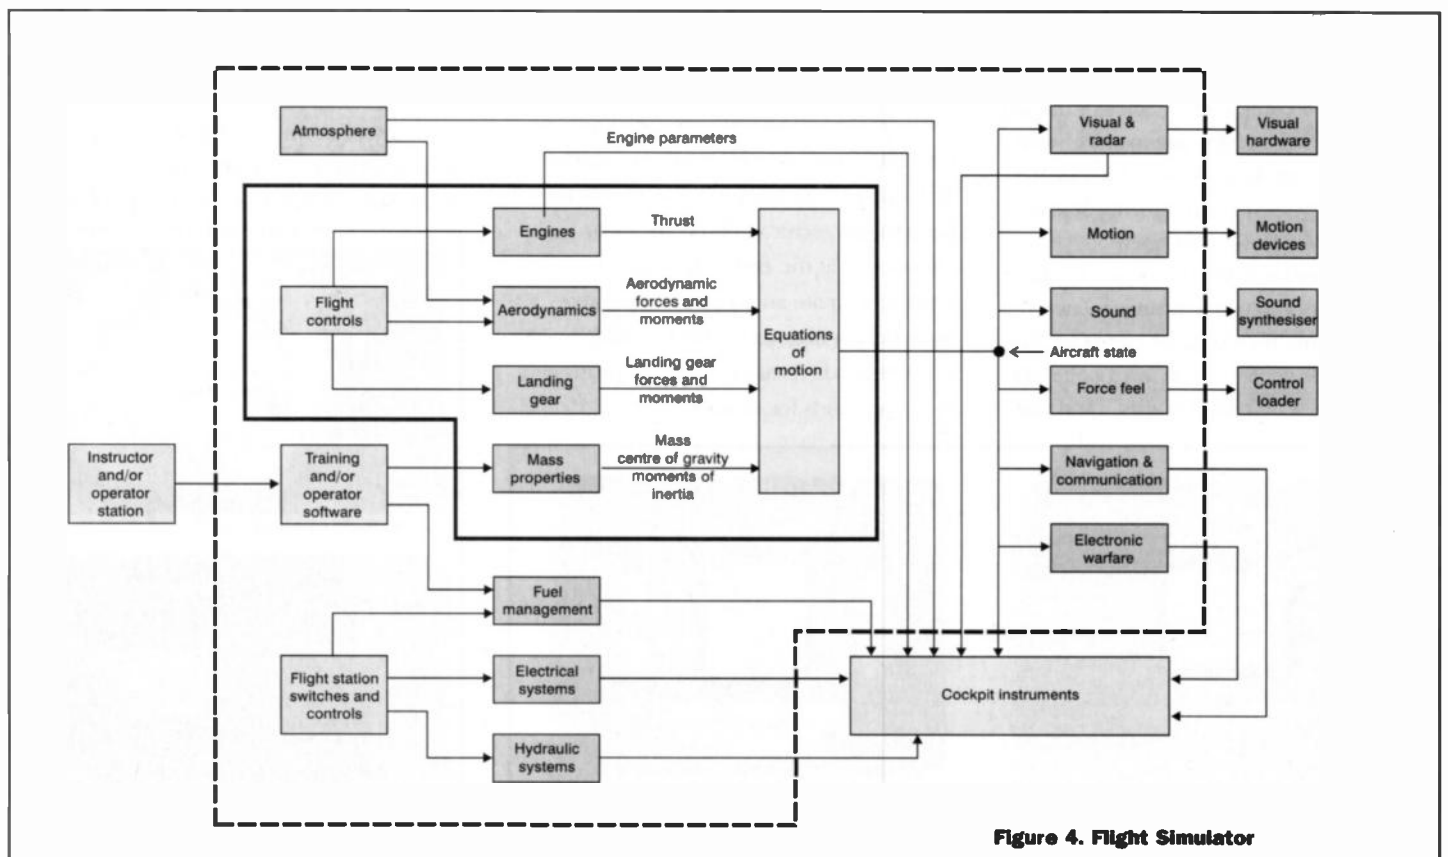 Atmosphere
Engine parameters
Visual &
radar
Visual
hardware
Engines
Thrust
Motion
Motion
devices
Flight
controls
Aerodynamics
Aerodynamic
forces and
moments
Equations
of
motion
Sound
Sound
synthesiser
Aircraft state
Landing
gear
Landing gear
forces and
moments
Force feel
Control
loader
Instructor
and/or
operator
station
Training
and/or
operator
software
Mass
properties
Mass
centre of gravity
moments of
inertia
Navigation &
communication
Electronic
warfare
Fuel
management
Flight station
switches and
controls
Electrical
systems
Cockpit instruments
Hydraulic
systems
Figure 4. Flight Simulator